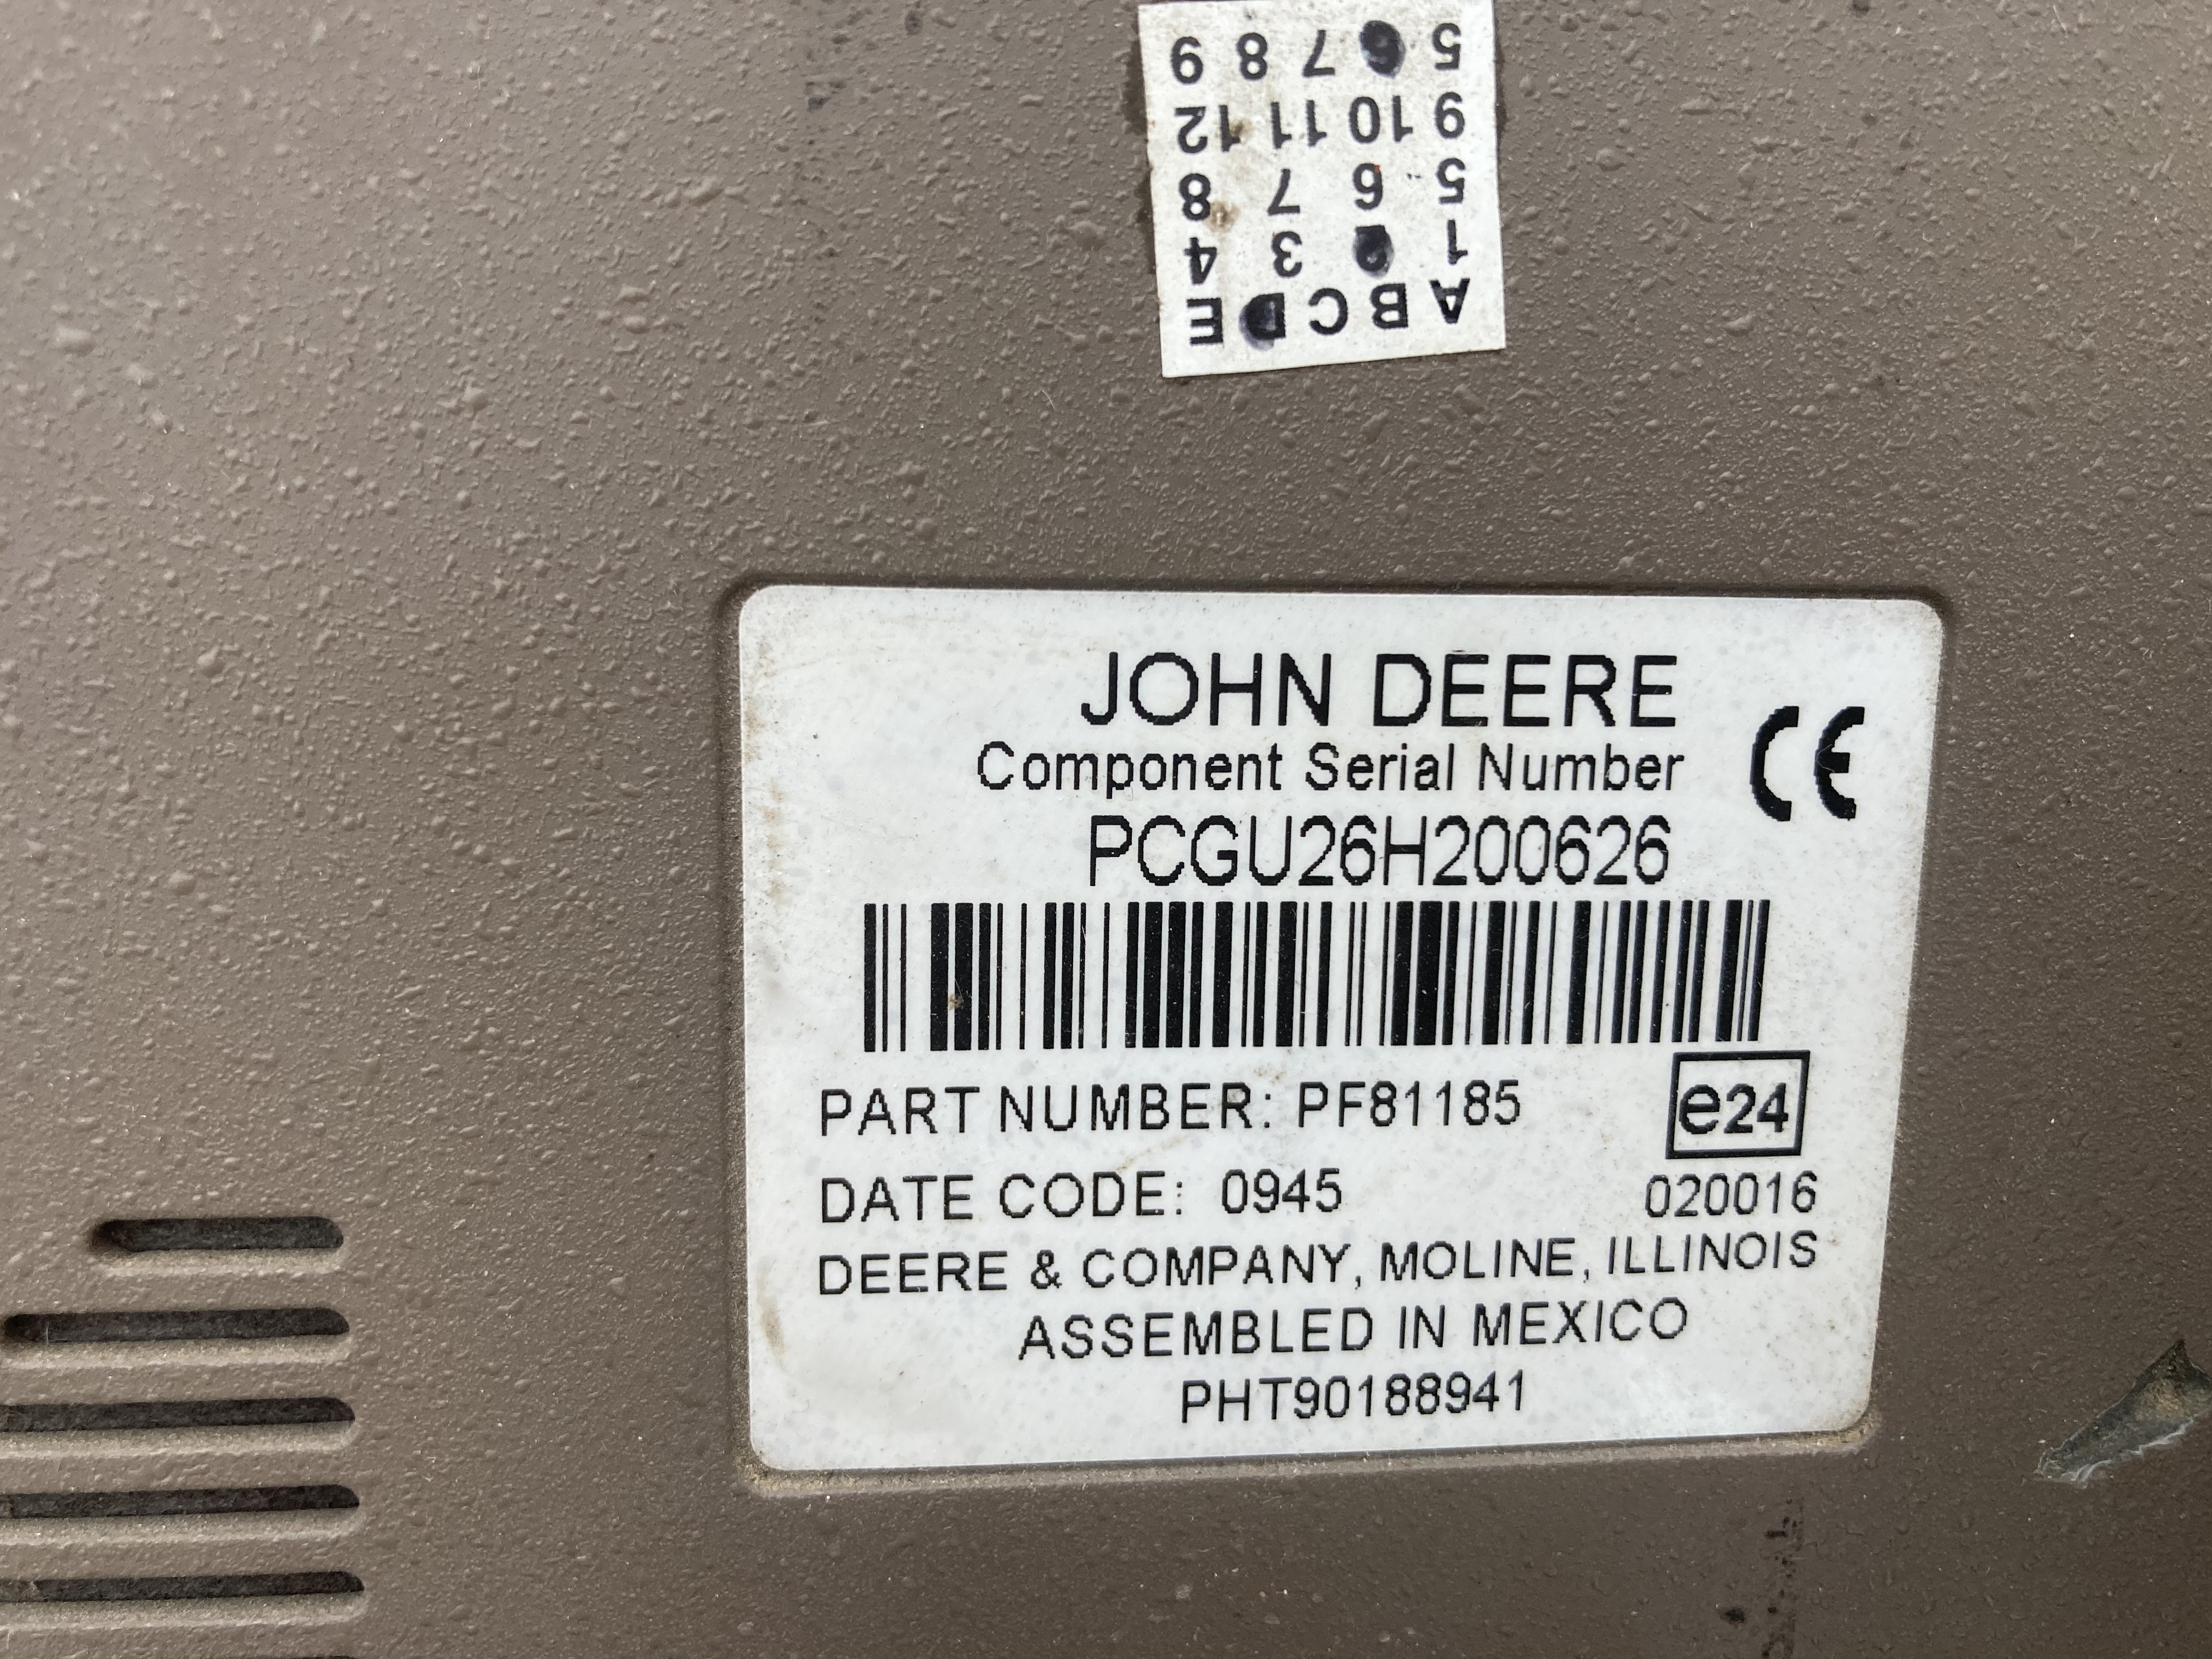 5 6 7 8 9
9 10 11 12
5 6 7 8
1 2 3 4
A B C D E
JOHN DEERE
Component Serial Number
CE
PCGU26H200626
PART NUMBER: PF81185
e24
DATE CODE: 0945
020016
DEERE & COMPANY, MOLINE, ILLINOIS
ASSEMBLED IN MEXICO
PHT90188941